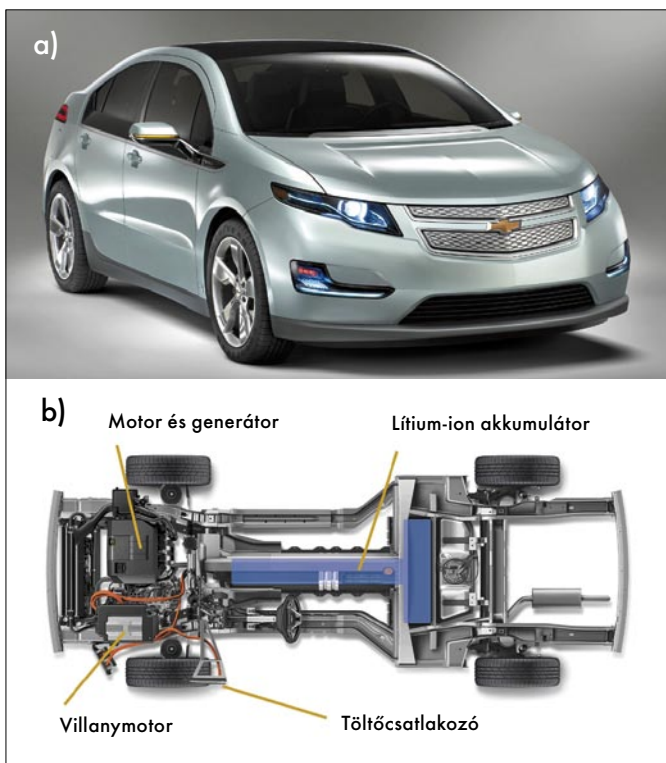 a)
b)
Motor és generátor
Lítium-ion akkumulátor
Villanymotor
Töltőcsatlakozó